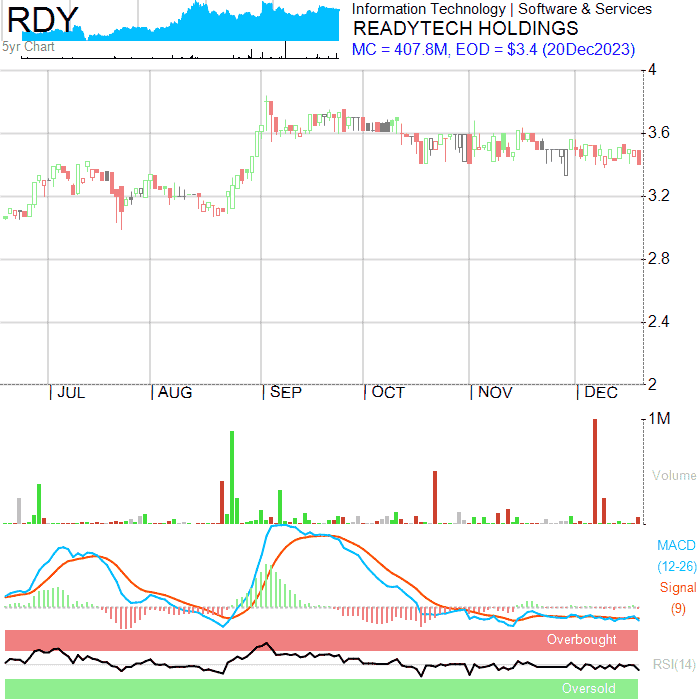 RDY
5yr Chart
Information Technology | Software & Services
READYTECH HOLDINGS
MC = 407.8M, EOD = $3.4 (20Dec2023)
4
3.6
3.2
2.8
2.4
2
JUL AUG SEP OCT NOV DEC
1M
Volume
MACD
(12-26)
Signal
(9)
Overbought
RSI(14)
Oversold